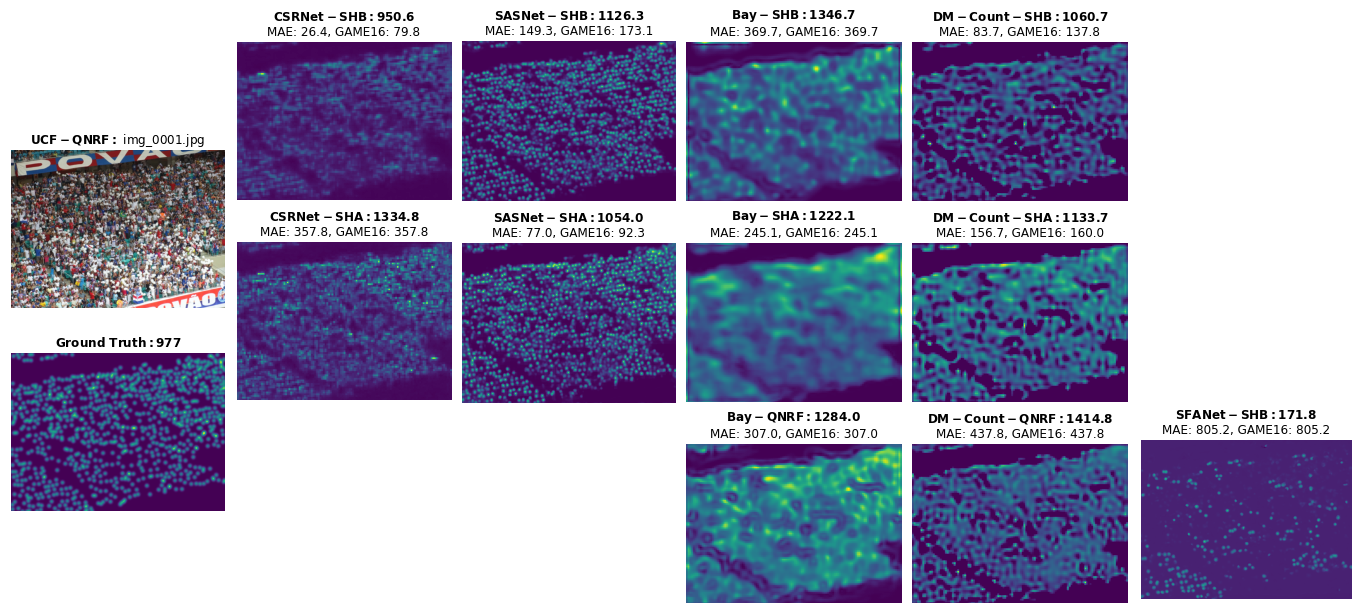 CSRNet − SHB : 950.6
MAE: 26.4, GAME16: 79.8
SASNet − SHB : 1126.3
MAE: 149.3, GAME16: 173.1
Bay − SHB : 1346.7
MAE: 369.7, GAME16: 369.7
DM − Count − SHB : 1060.7
MAE: 83.7, GAME16: 137.8
UCF − QNRF : img_0001.jpg
POVAO
OVAO
CSRNet − SHA : 1334.8
MAE: 357.8, GAME16: 357.8
SASNet − SHA : 1054.0
MAE: 77.0, GAME16: 92.3
Bay − SHA : 1222.1
MAE: 245.1, GAME16: 245.1
DM − Count − SHA : 1133.7
MAE: 156.7, GAME16: 160.0
Ground Truth : 977
Bay − QNRF : 1284.0
MAE: 307.0, GAME16: 307.0
DM − Count − QNRF : 1414.8
MAE: 437.8, GAME16: 437.8
SFANet − SHB : 171.8
MAE: 805.2, GAME16: 805.2